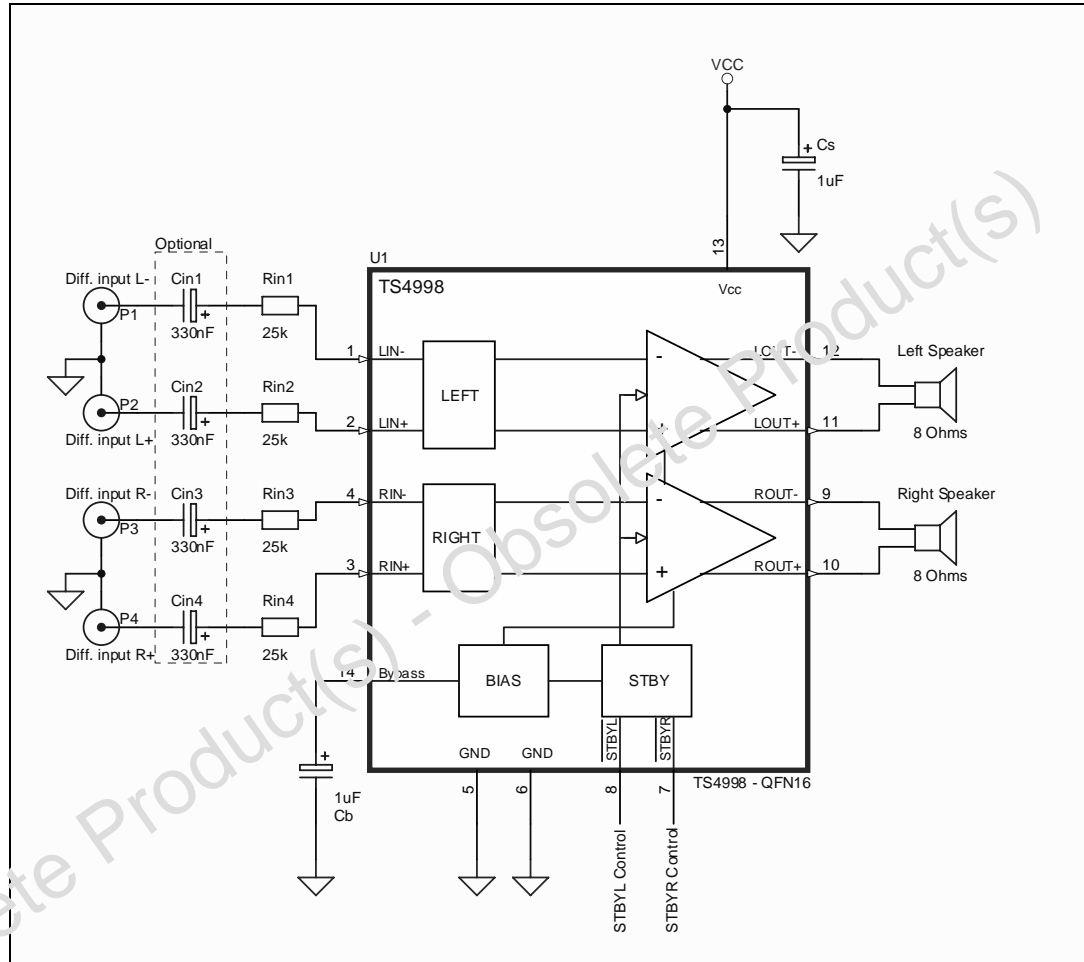 VCC
Cs
+
1uF
13
Optional
U1
TS4998
Vcc
Diff. input L-
P1
Cin1
+
330nF
Rin1
25k
1
LIN-
LEFT
-
LOUT-
12
Left Speaker
8 Ohms
P2
Diff. input L+
Cin2
+
330nF
Rin2
25k
2
LIN+
+
LOUT+
11
Diff. input R-
P3
Cin3
+
330nF
Rin3
25k
4
RIN-
RIGHT
-
ROUT-
9
Right Speaker
8 Ohms
3
RIN+
+
ROUT+
10
P4
Diff. input R+
Cin4
+
330nF
Rin4
25k
14
Bypass
BIAS
STBY
STBYL
STBYR
GND
GND
+
1uF
Cb
5
6
8
7
TS4998 - QFN16
STBYL Control
STBYR Control
ete Product(s) - Obsolete Product(s)